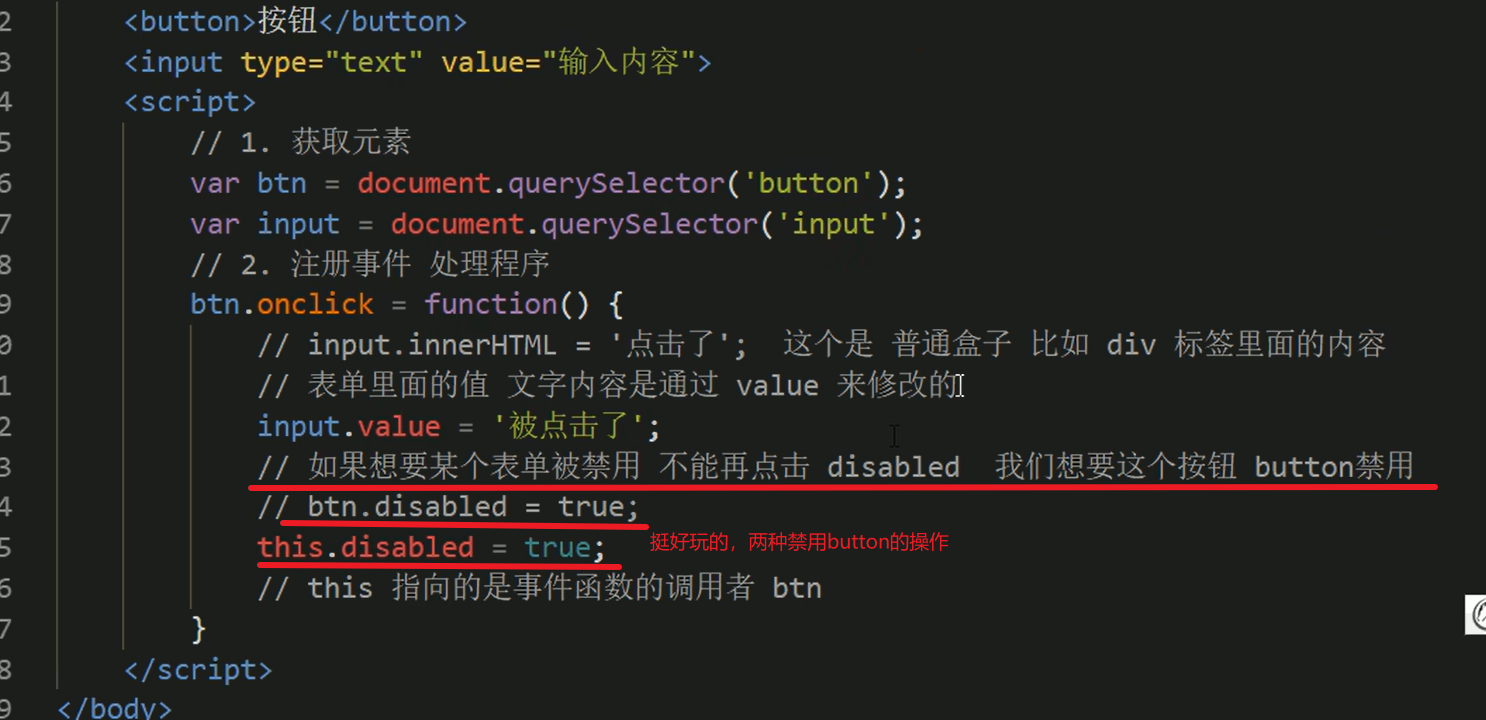 2 <button>按钮</button>
3 <input type="text" value="输入内容">
4 <script>
5 // 1. 获取元素
6 var btn = document.querySelector('button');
7 var input = document.querySelector('input');
8 // 2. 注册事件 处理程序
9 btn.onclick = function() {
0 // input.innerHTML = '点击了'; 这个是 普通盒子 比如 div 标签里面的内容
1 // 表单里面的值 文字内容是通过 value 来修改的
2 input.value = '被点击了';
3 // 如果想要某个表单被禁用 不能再点击 disabled 我们想要这个按钮 button禁用
4 // btn.disabled = true;
5 this.disabled = true; 挺好玩的，两种禁用button的操作
6 // this 指向的是事件函数的调用者 btn
7 }
8 </script>
9 </body>